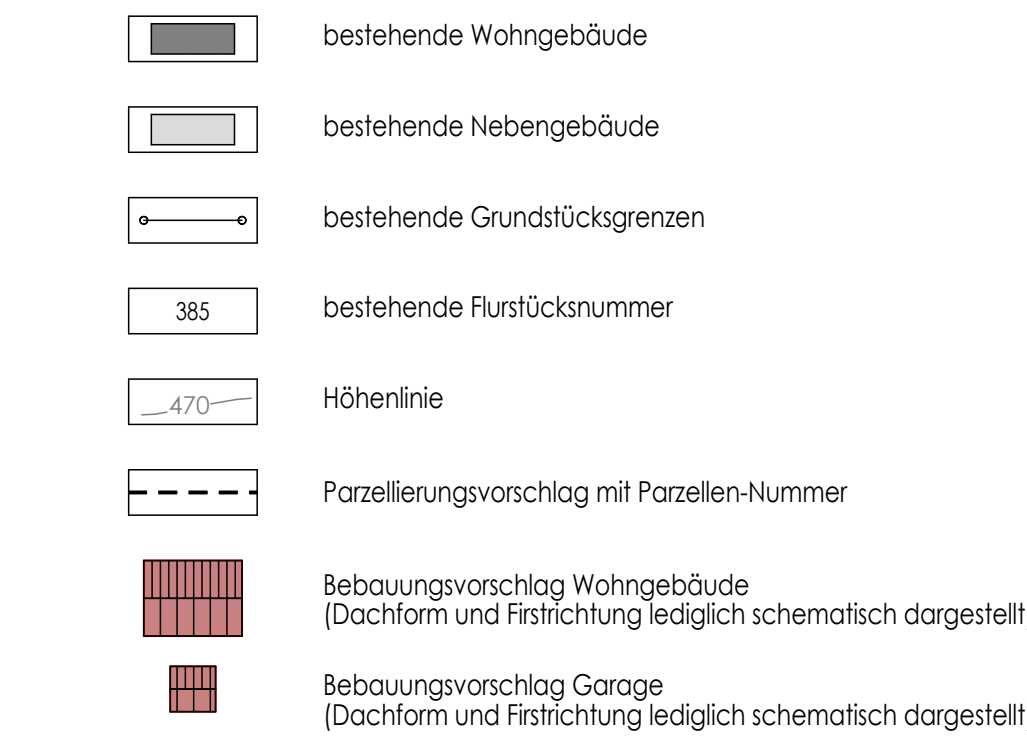 bestehende Wohngebäude
bestehende Nebengebäude
bestehende Grundstücksgrenzen
385 bestehende Flurstücksnummer
470 Höhenlinie
Parzellierungsvorschlag mit Parzellen-Nummer
Bebauungsvorschlag Wohngebäude
(Dachform und Firstrichtung lediglich schematisch dargestellt)
Bebauungsvorschlag Garage
(Dachform und Firstrichtung lediglich schematisch dargestellt)